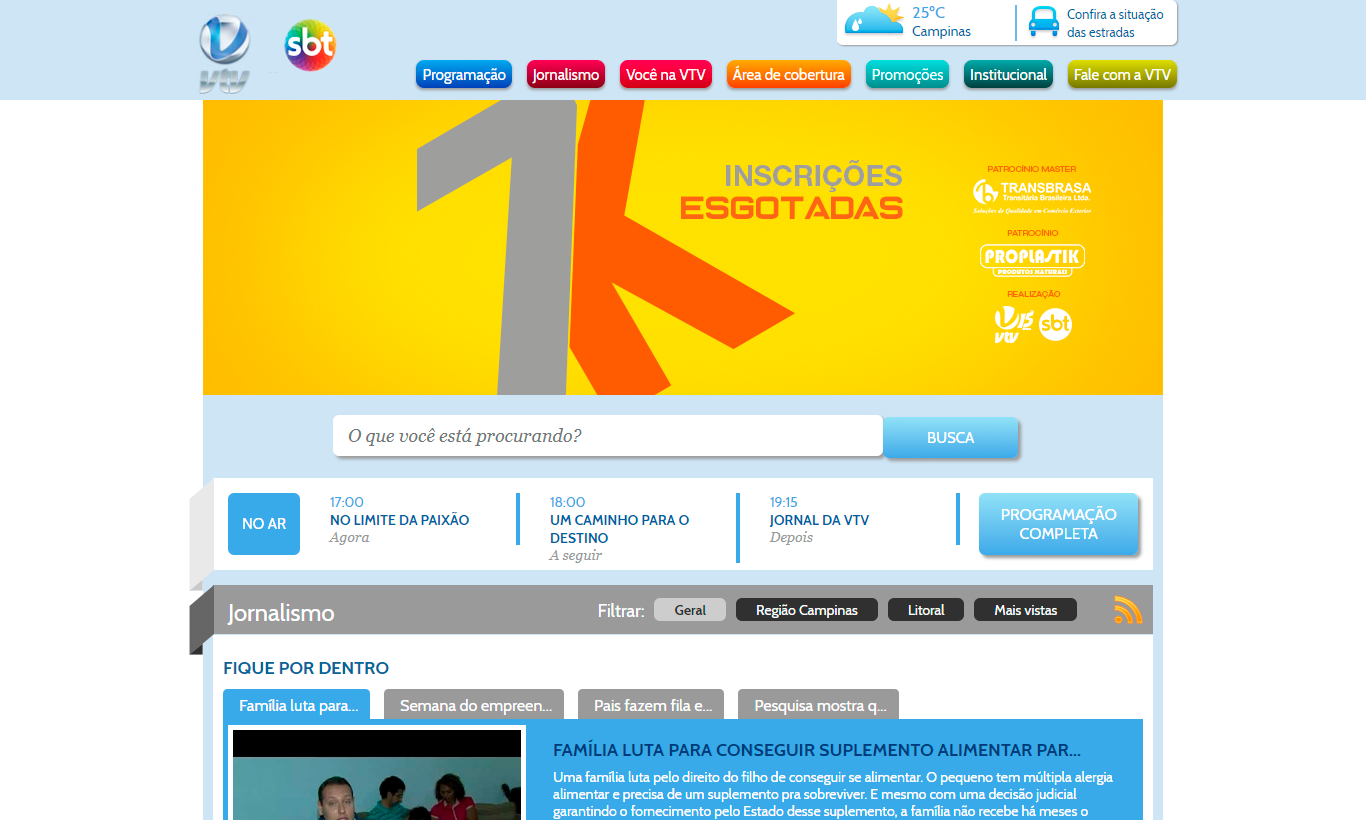 25°C
Campinas
Confira a situação
das estradas
vtv
sbt
Programação
Jornalismo
Você na VTV
Área de cobertura
Promoções
Institucional
Fale com a VTV
1K
INSCRIÇÕES
ESGOTADAS
PATROCÍNIO MASTER
TRANSBRASA
Transitária Brasileira Ltda.
Soluções de Qualidade em Comércio Exterior
PATROCÍNIO
PROPLASTIK
PRODUTOS NATURAIS
REALIZAÇÃO
15
vtv
sbt
O que você está procurando?
BUSCA
NO AR
17:00
NO LIMITE DA PAIXÃO
Agora
18:00
UM CAMINHO PARA O
DESTINO
A seguir
19:15
JORNAL DA VTV
Depois
PROGRAMAÇÃO
COMPLETA
Jornalismo
Filtrar:
Geral
Região Campinas
Litoral
Mais vistas
FIQUE POR DENTRO
Família luta para...
Semana do empreen...
Pais fazem fila e...
Pesquisa mostra q...
FAMÍLIA LUTA PARA CONSEGUIR SUPLEMENTO ALIMENTAR PAR...
Uma família luta pelo direito do filho de conseguir se alimentar. O pequeno tem múltipla alergia
alimentar e precisa de um suplemento pra sobreviver. E mesmo com uma decisão judicial
garantindo o fornecimento pelo Estado desse suplemento, a família não recebe há meses o